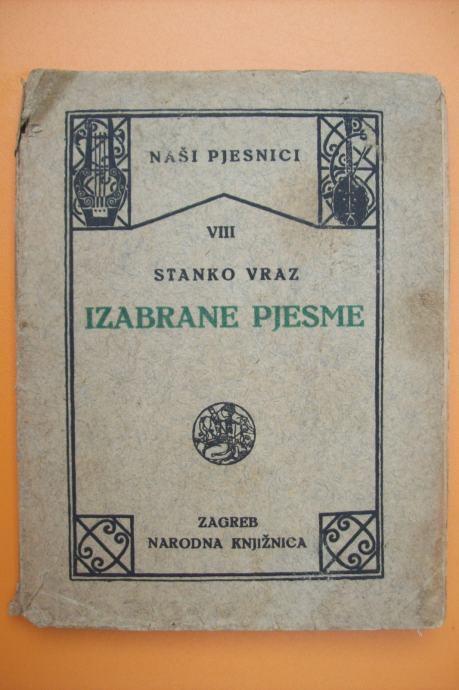 NAŠI PJESNICI
VIII
STANKO VRAZ
IZABRANE PJESME
ZAGREB
NARODNA KNJIŽNICA